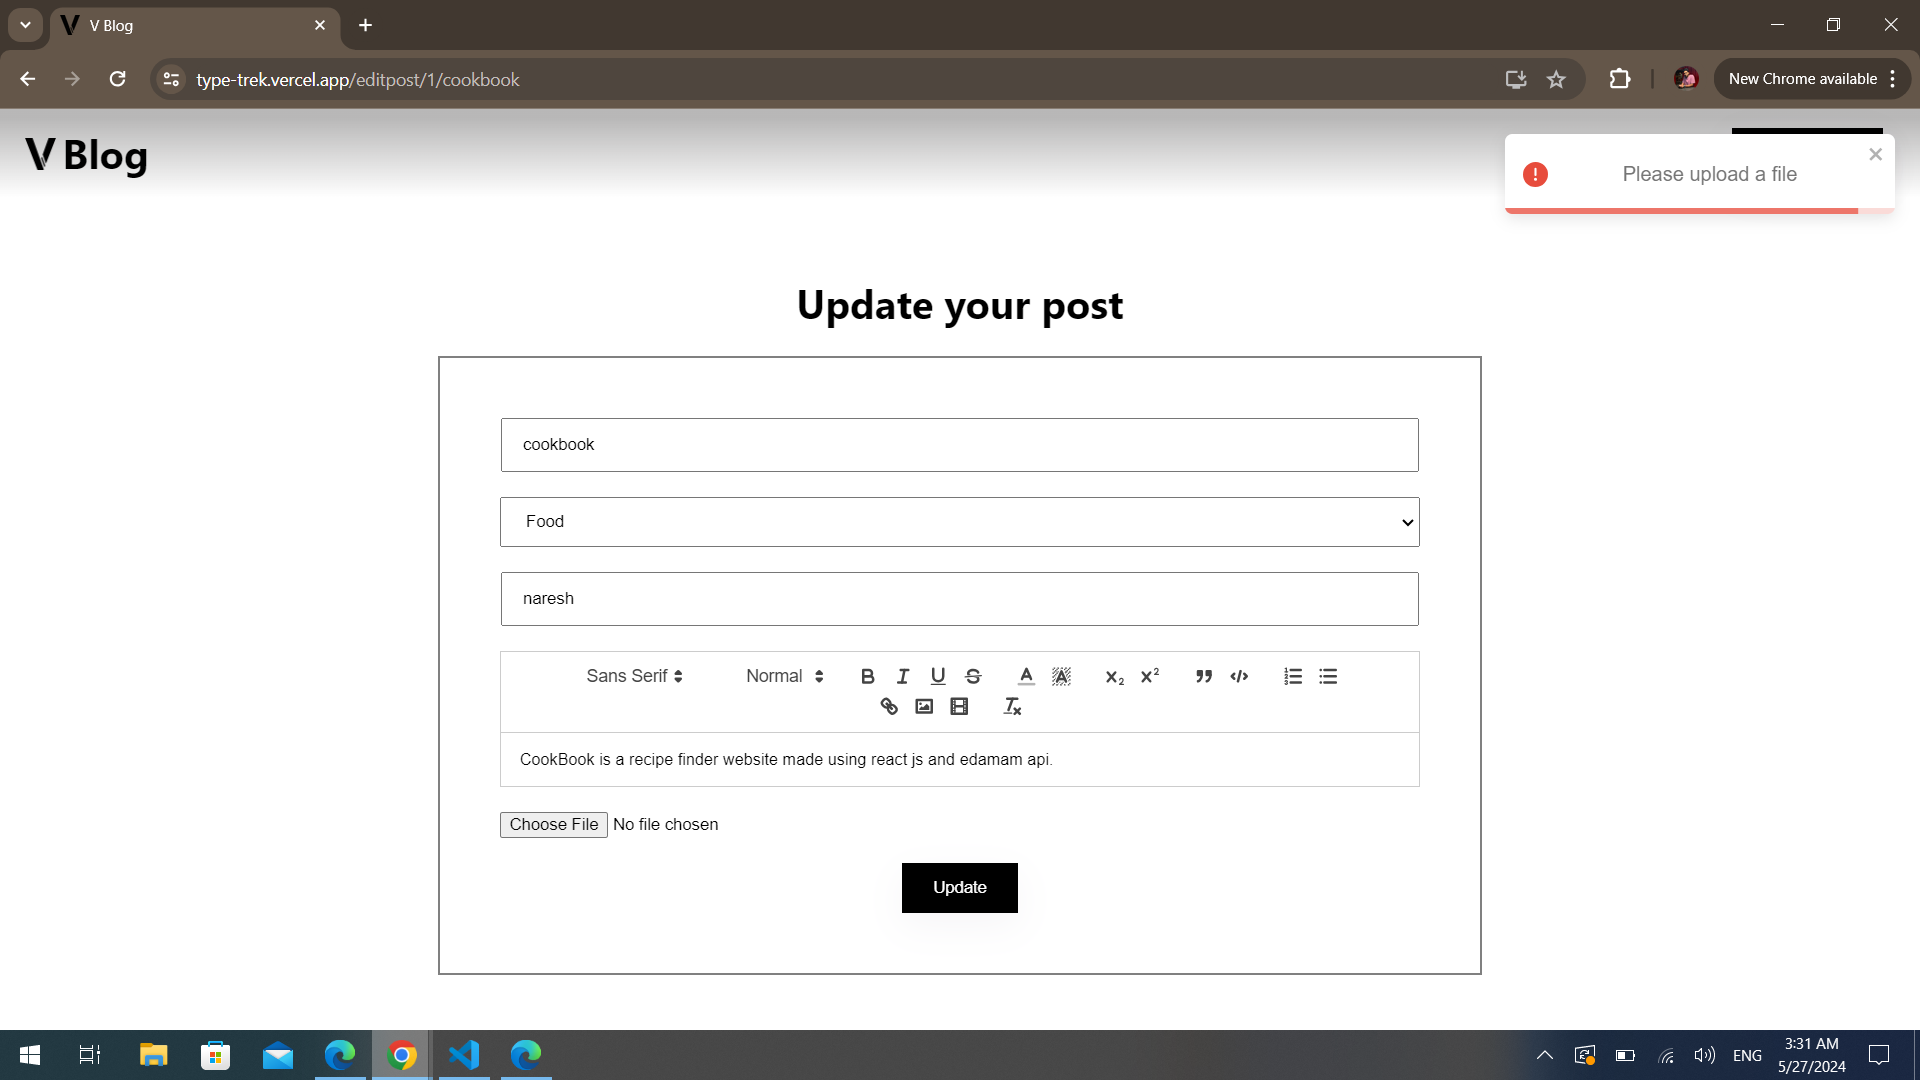 V Blog
type-trek.vercel.app/editpost/1/cookbook
New Chrome available
V Blog
Please upload a file
Update your post
cookbook
Food
naresh
Sans Serif Normal
CookBook is a recipe finder website made using react js and edamam api.
Choose File No file chosen
Update
ENG
3:31 AM
5/27/2024